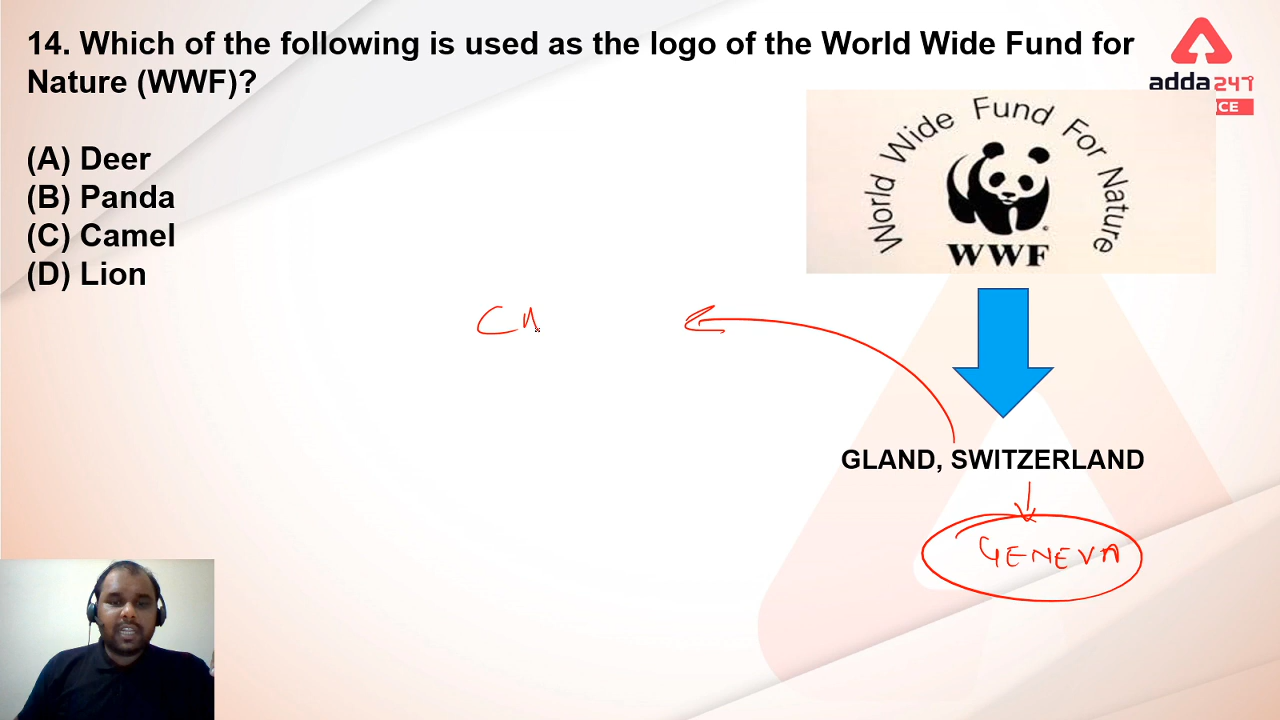 14. Which of the following is used as the logo of the World Wide Fund for
Nature (WWF)?
adda247
CE
(A) Deer
(B) Panda
(C) Camel
(D) Lion
World Wide Fund For Nature
WWF
GLAND, SWITZERLAND
GENEVA